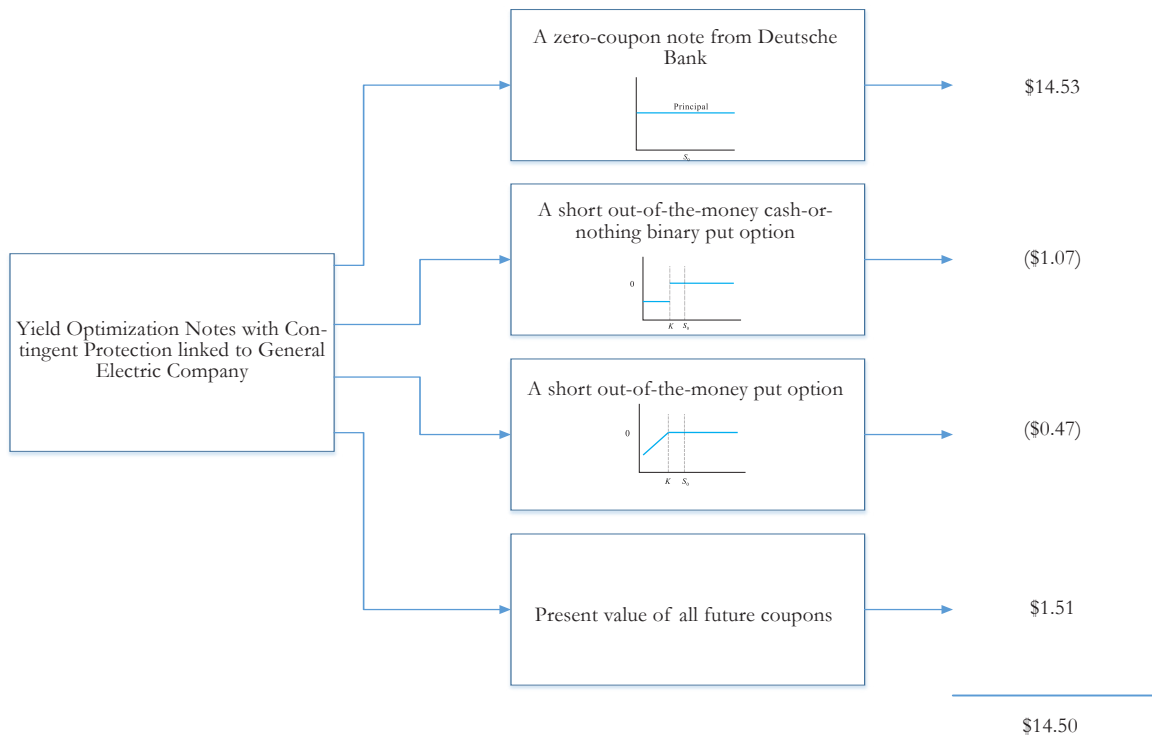 A zero-coupon note from Deutsche
Bank
Principal
S0
$14.53
A short out-of-the-money cash-or-
nothing binary put option
0
K
S0
($1.07)
Yield Optimization Notes with Con-
tingent Protection linked to General
Electric Company
A short out-of-the-money put option
0
K
S0
($0.47)
Present value of all future coupons
$1.51
$14.50